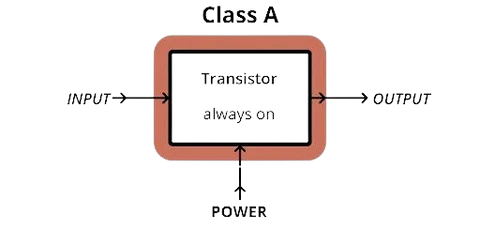 Class A
Transistor
always on
INPUT
OUTPUT
POWER